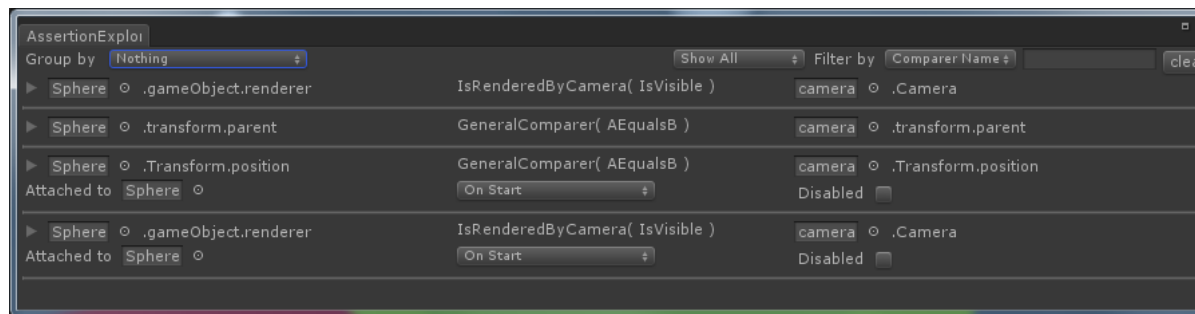 AssertionExplo
Group by Nothing Show All Filter by Comparer Name clea
Sphere .gameObject.renderer IsRenderedByCamera( IsVisible ) camera .Camera
Sphere .transform.parent GeneralComparer( AEqualsB ) camera .transform.parent
Sphere .Transform.position GeneralComparer( AEqualsB ) camera .Transform.position
Attached to Sphere On Start Disabled
Sphere .gameObject.renderer IsRenderedByCamera( IsVisible ) camera .Camera
Attached to Sphere On Start Disabled